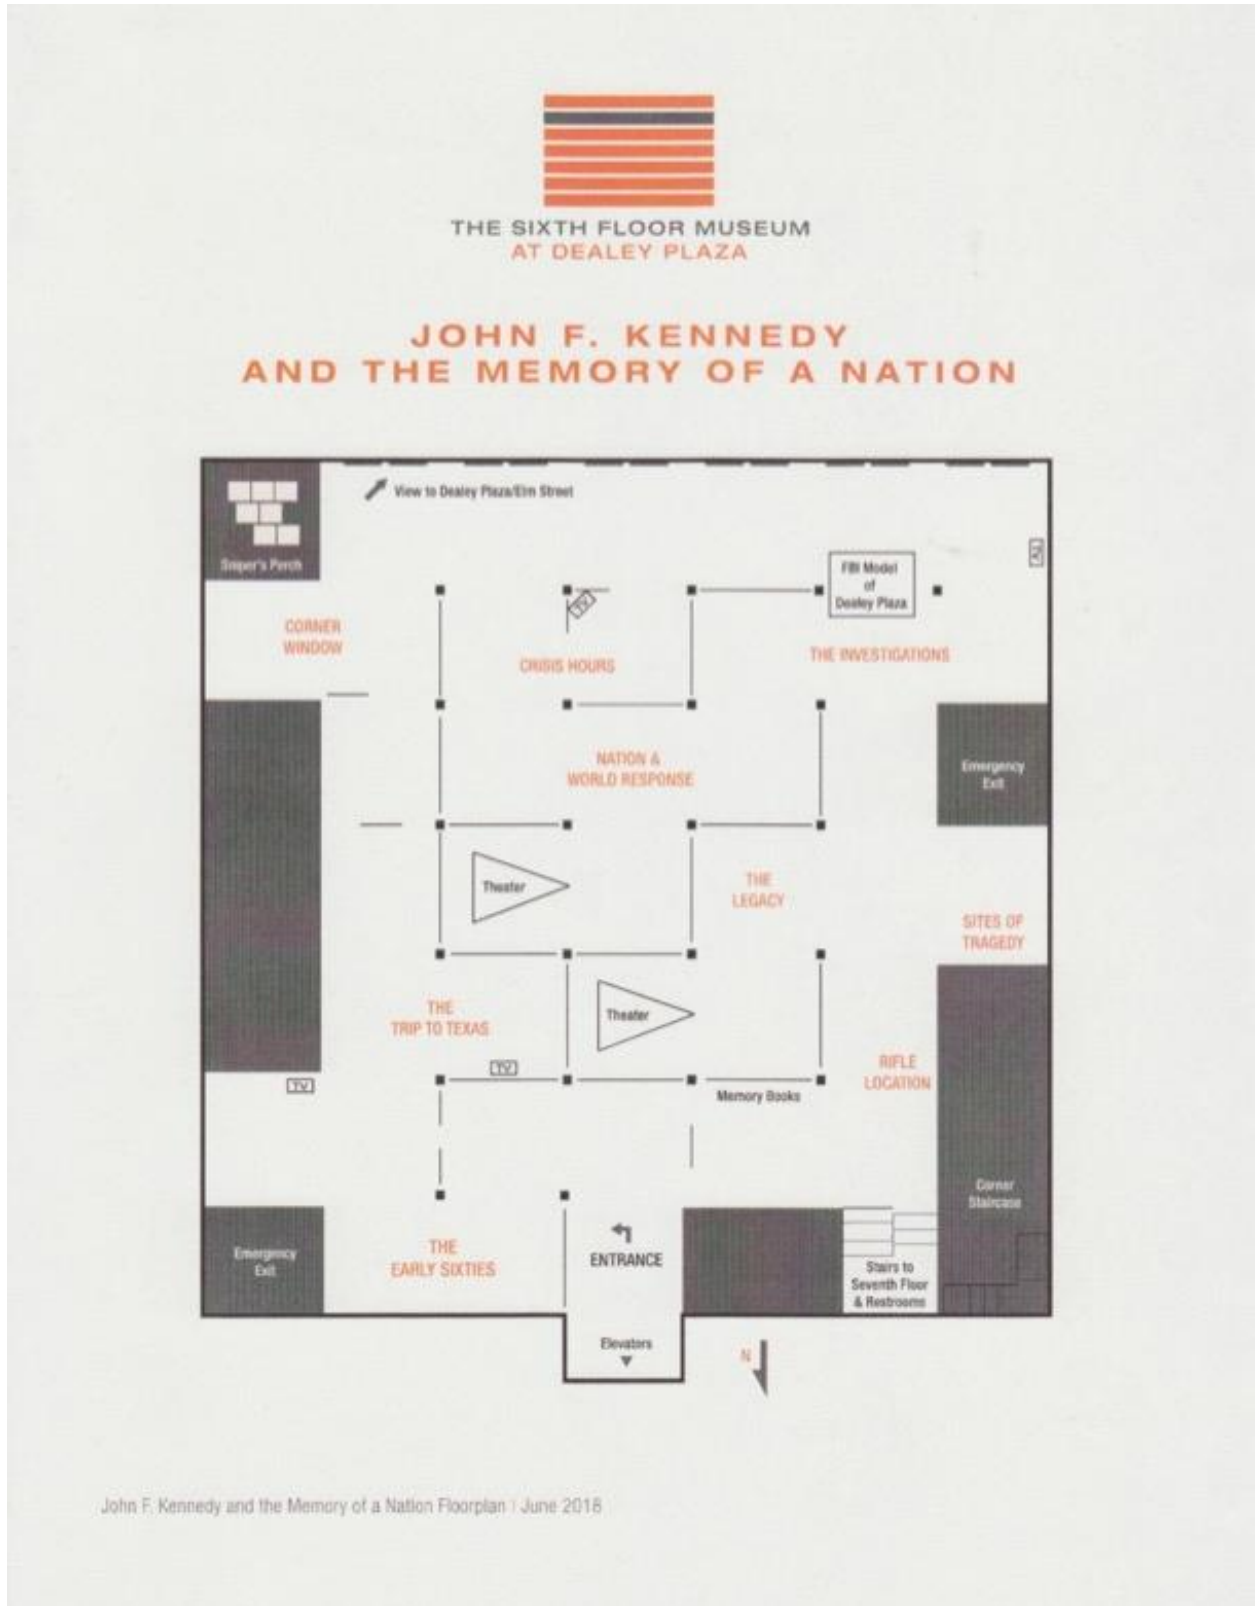 THE SIXTH FLOOR MUSEUM
AT DEALEY PLAZA
JOHN F. KENNEDY
AND THE MEMORY OF A NATION
View to Dealey Plaza/Elm Street
Sniper's Perch
TV
FBI Model
of
Dealey Plaza
TV
CORNER
WINDOW
CRISIS HOURS
THE INVESTIGATIONS
NATION &
WORLD RESPONSE
Emergency
Exit
Theater
THE
LEGACY
SITES OF
TRAGEDY
THE
TRIP TO TEXAS
Theater
TV
TV
RIFLE
LOCATION
Memory Books
Corner
Staircase
Emergency
Exit
THE
EARLY SIXTIES
ENTRANCE
Stairs to
Seventh Floor
& Restrooms
Elevators
N
John F. Kennedy and the Memory of a Nation Floorplan | June 2018